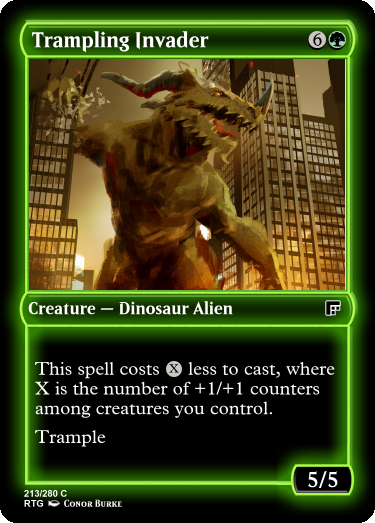 Trampling Invader 6
Creature — Dinosaur Alien
This spell costs X less to cast, where
X is the number of +1/+1 counters
among creatures you control.
Trample
5/5
213/280 C
RTG Conor Burke